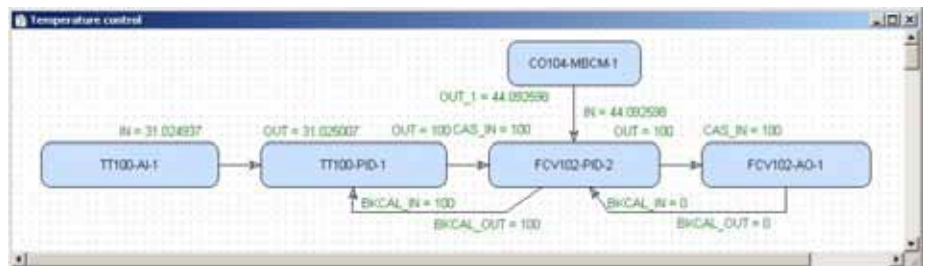 Temperature control
CO104-MBCM-1
OUT_1 = 44.092598
IN = 44.092598
IN = 31.024937
OUT = 31.025007
OUT = 100
CAS_IN = 100
OUT = 100
CAS_IN = 100
TT100-AI-1
TT100-PID-1
FCV102-PID-2
FCV102-AO-1
BKCAL_IN = 100
BKCAL_IN = 0
BKCAL_OUT = 100
BKCAL_OUT = 0